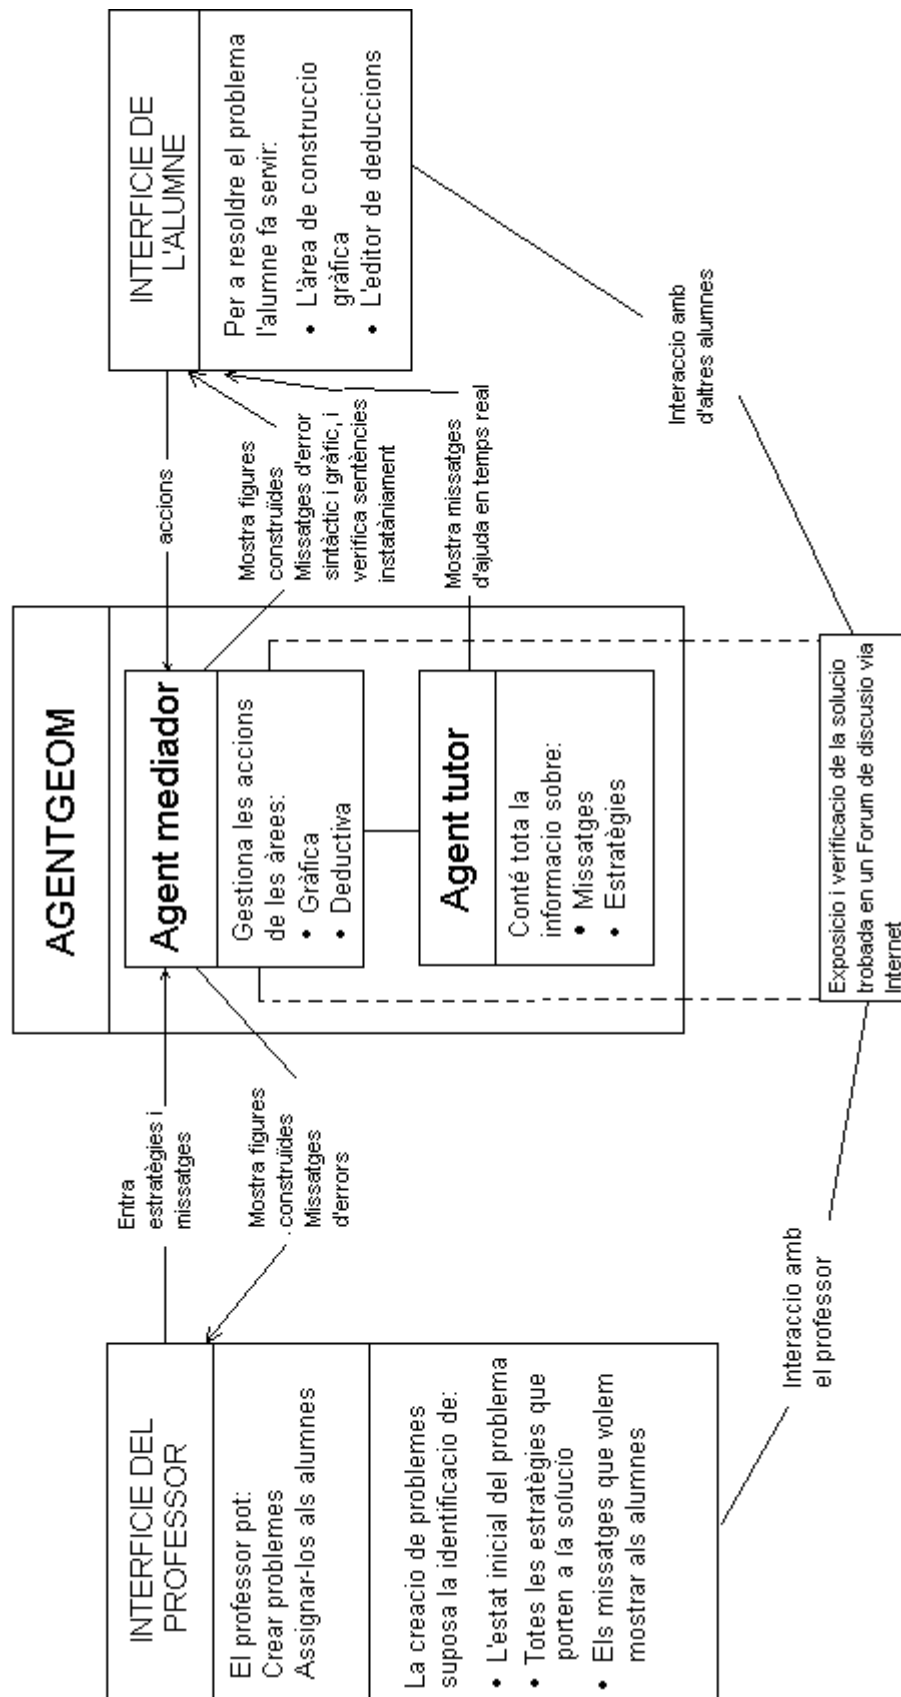 INTERFICIE DEL
PROFESSOR
El professor pot:
Crear problemes
Assignar-los als alumnes
La creacio de problemes
suposa la identificacio de:
• L'estat inicial del problema
• Totes les estratègies que
porten a la solucio
• Els missatges que volem
mostrar als alumnes
Entra
estratègies i
missatges
Mostra figures
construïdes
Missatges
d'errors
Interaccio amb
el professor
AGENTGEOM
Agent mediador
Gestiona les accions
de les àrees:
• Gràfica
• Deductiva
Agent tutor
Conté tota la
informacio sobre:
• Missatges
• Estratègies
Exposicio i verificacio de la solucio
trobada en un Forum de discusio via
Internet
accions
Mostra figures
construïdes
Missatges d'error
sintàctic i gràfic, i
verifica sentències
instatàniament
Mostra missatges
d'ajuda en temps real
Interaccio amb
d'altres alumnes
INTERFICIE DE
L'ALUMNE
Per a resoldre el problema
l'alumne fa servir:
• L'àrea de construccio
gràfica
• L'editor de deduccions